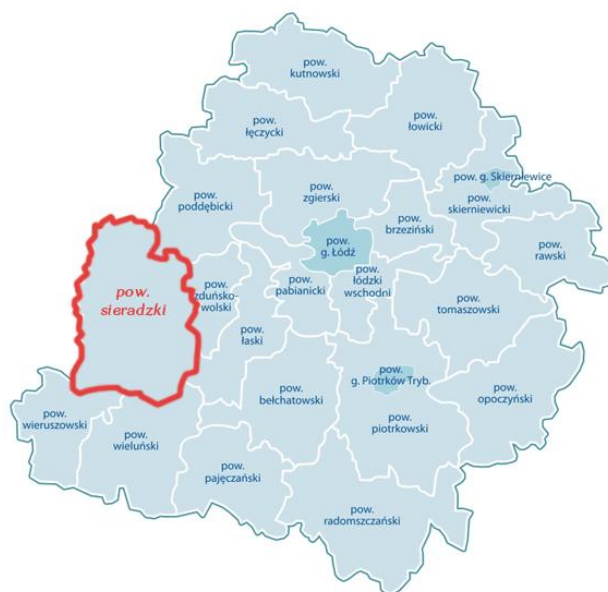 pow.
kutnowski
pow.
łęczycki
pow.
łowicki
pow. g. Skierniewice
pow.
skierniewicki
pow.
poddębicki
pow.
zgierski
pow.
brzeziński
pow.
rawski
pow.
g. Łódź
pow.
łódzki
wschodni
pow.
sieradzki
pow.
zduńsko-
wolski
pow.
pabianicki
pow.
tomaszowski
pow.
łaski
pow.
g. Piotrków Tryb.
pow.
bełchatowski
pow.
opoczyński
pow.
wieruszowski
pow.
wieluński
pow.
piotrkowski
pow.
pajęczański
pow.
radomszczański